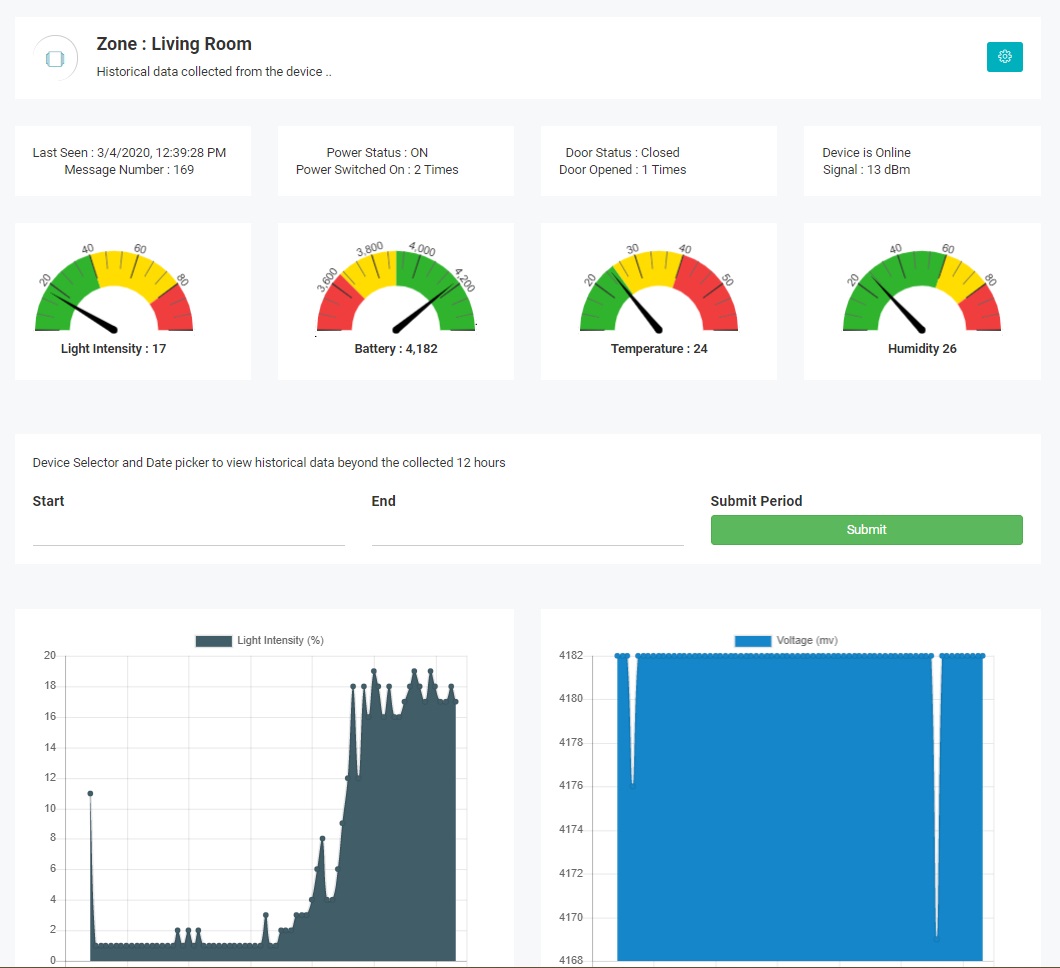 Zone : Living Room
Historical data collected from the device ..
Last Seen : 3/4/2020, 12:39:28 PM
Message Number : 169
Power Status : ON
Power Switched On : 2 Times
Door Status : Closed
Door Opened : 1 Times
Device is Online
Signal : 13 dBm
20
40
60
80
Light Intensity : 17
3,600
3,800
4,000
4,200
Battery : 4,182
20
30
40
50
Temperature : 24
20
40
60
80
Humidity 26
Device Selector and Date picker to view historical data beyond the collected 12 hours
Start
End
Submit Period
Submit
Light Intensity (%)
20
18
16
14
12
10
8
6
4
2
0
Voltage (mv)
4182
4180
4178
4176
4174
4172
4170
4168